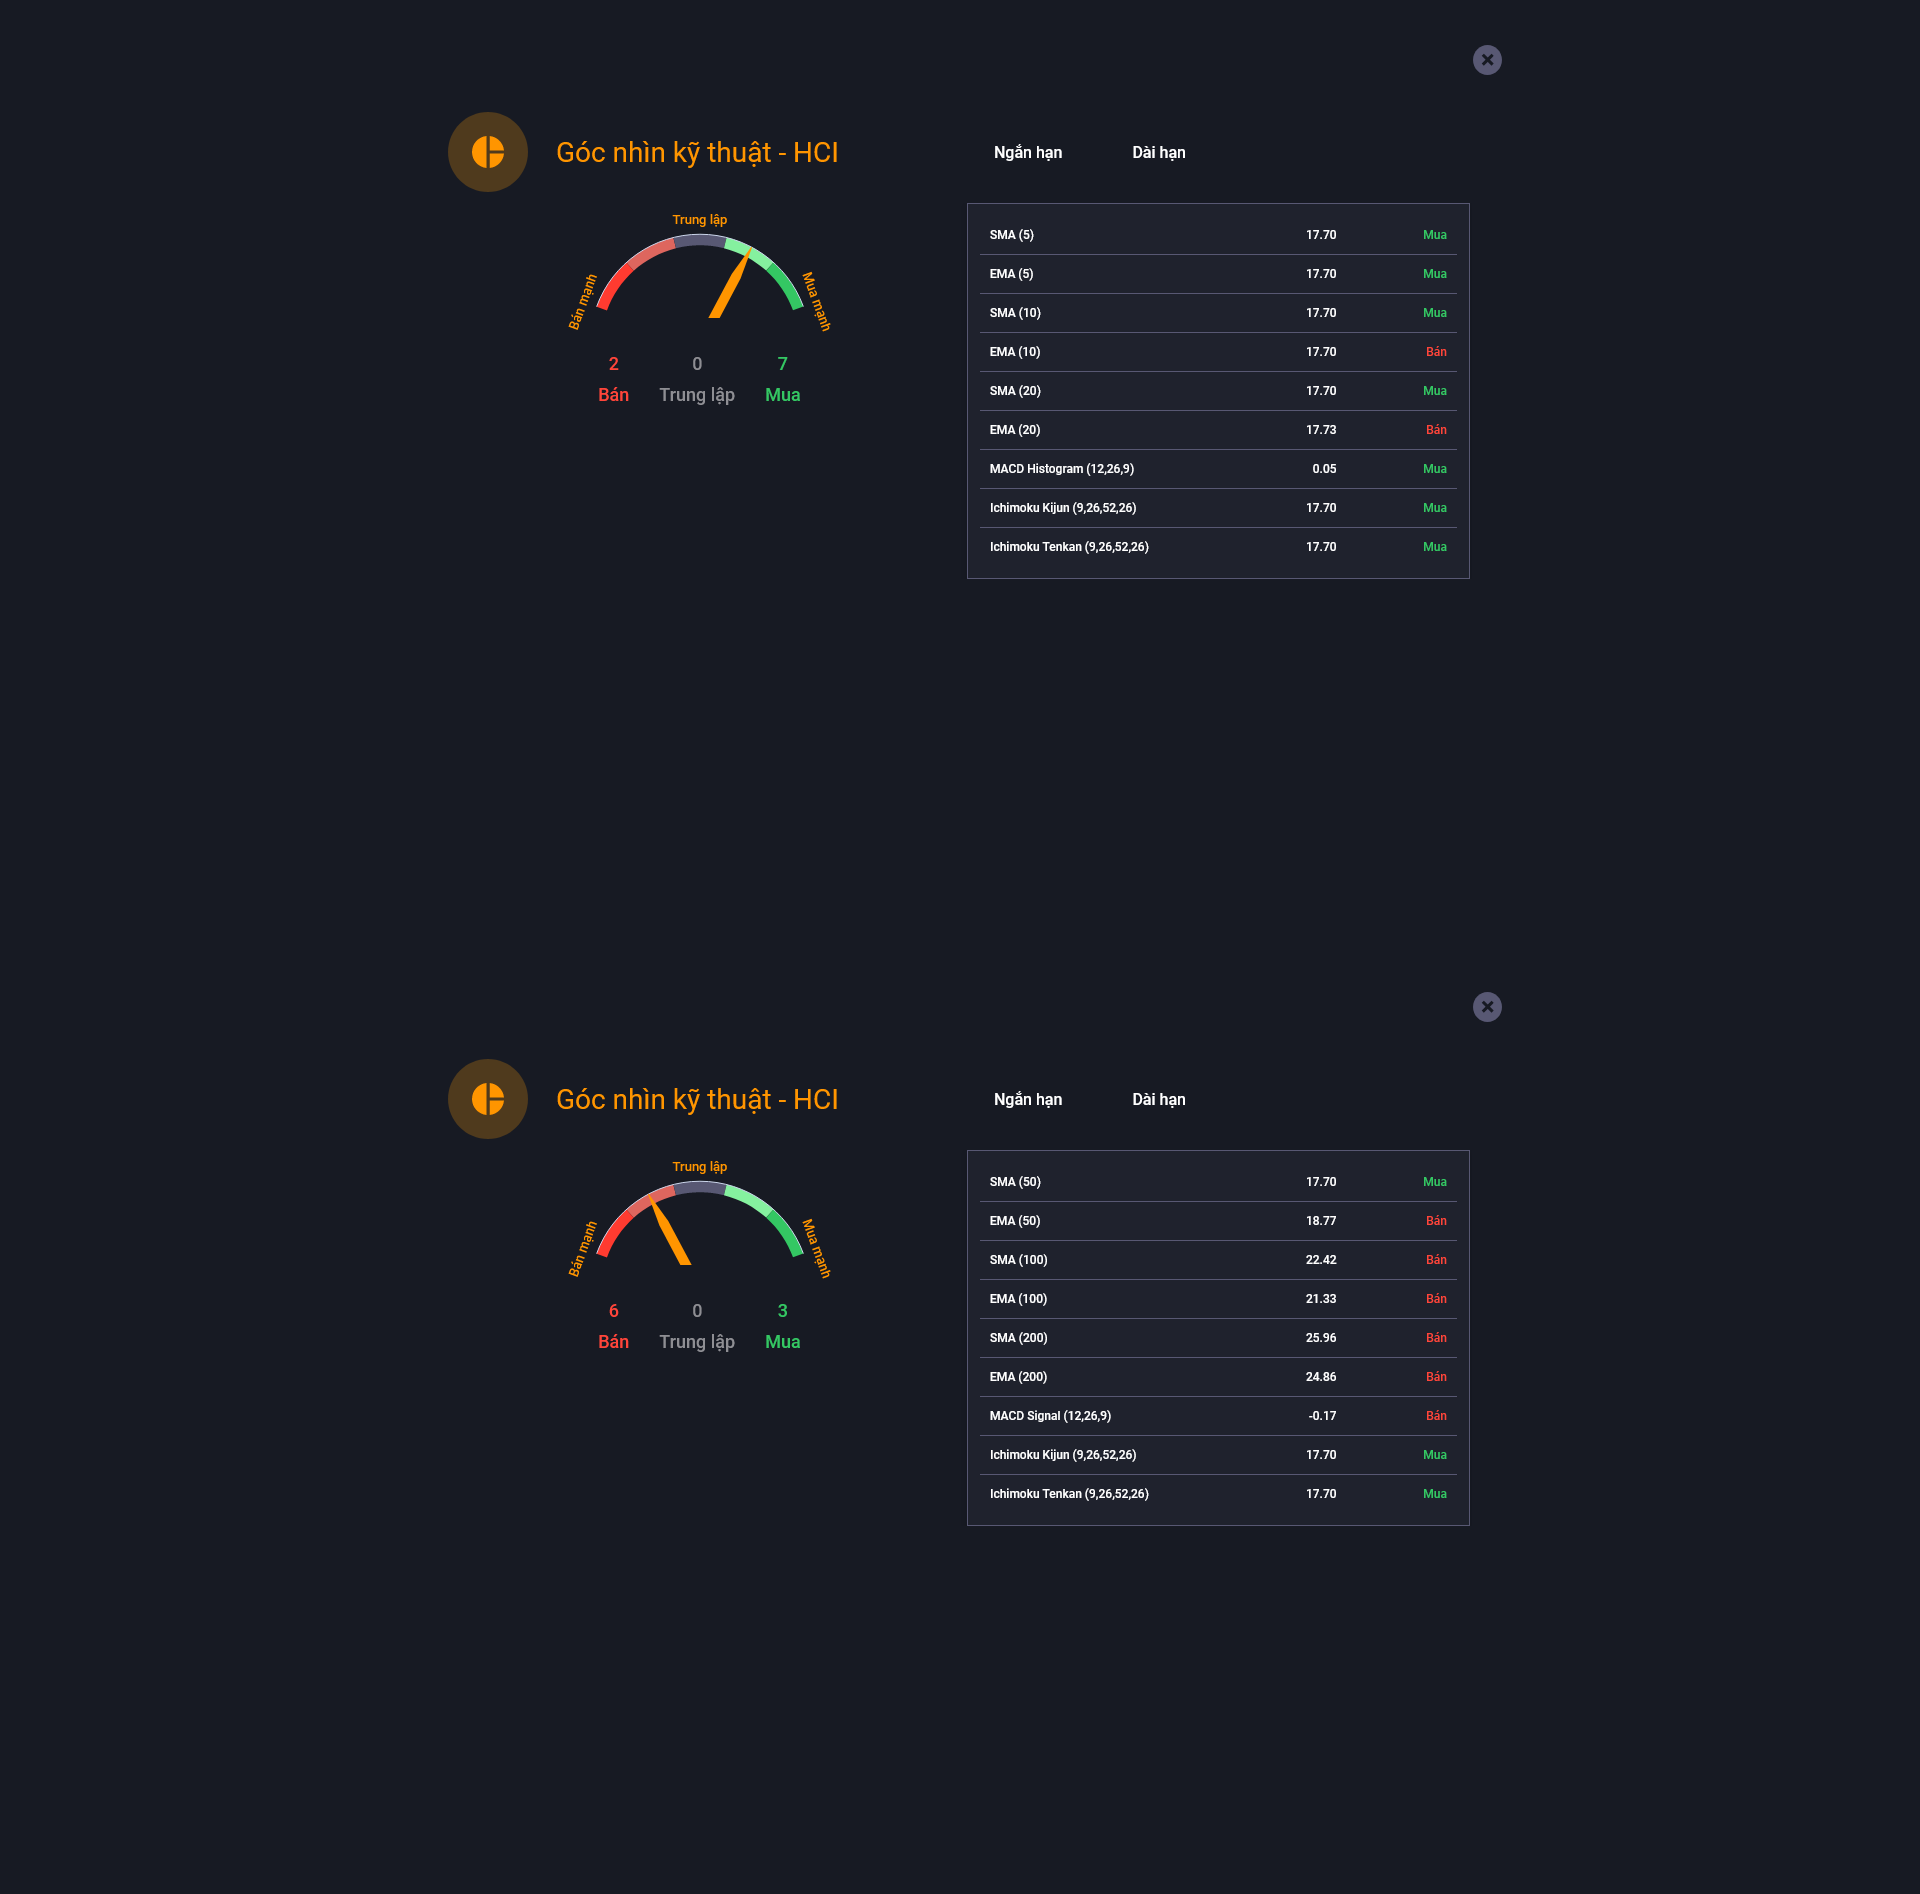 Góc nhìn kỹ thuật - HCI
Ngắn hạn Dài hạn
Trung lập
Bán mạnh
Mua mạnh
2 0 7
Bán Trung lập Mua
SMA (5) 17.70 Mua
EMA (5) 17.70 Mua
SMA (10) 17.70 Mua
EMA (10) 17.70 Bán
SMA (20) 17.70 Mua
EMA (20) 17.73 Bán
MACD Histogram (12,26,9) 0.05 Mua
Ichimoku Kijun (9,26,52,26) 17.70 Mua
Ichimoku Tenkan (9,26,52,26) 17.70 Mua
Góc nhìn kỹ thuật - HCI
Ngắn hạn Dài hạn
Trung lập
Bán mạnh
Mua mạnh
6 0 3
Bán Trung lập Mua
SMA (50) 17.70 Mua
EMA (50) 18.77 Bán
SMA (100) 22.42 Bán
EMA (100) 21.33 Bán
SMA (200) 25.96 Bán
EMA (200) 24.86 Bán
MACD Signal (12,26,9) -0.17 Bán
Ichimoku Kijun (9,26,52,26) 17.70 Mua
Ichimoku Tenkan (9,26,52,26) 17.70 Mua